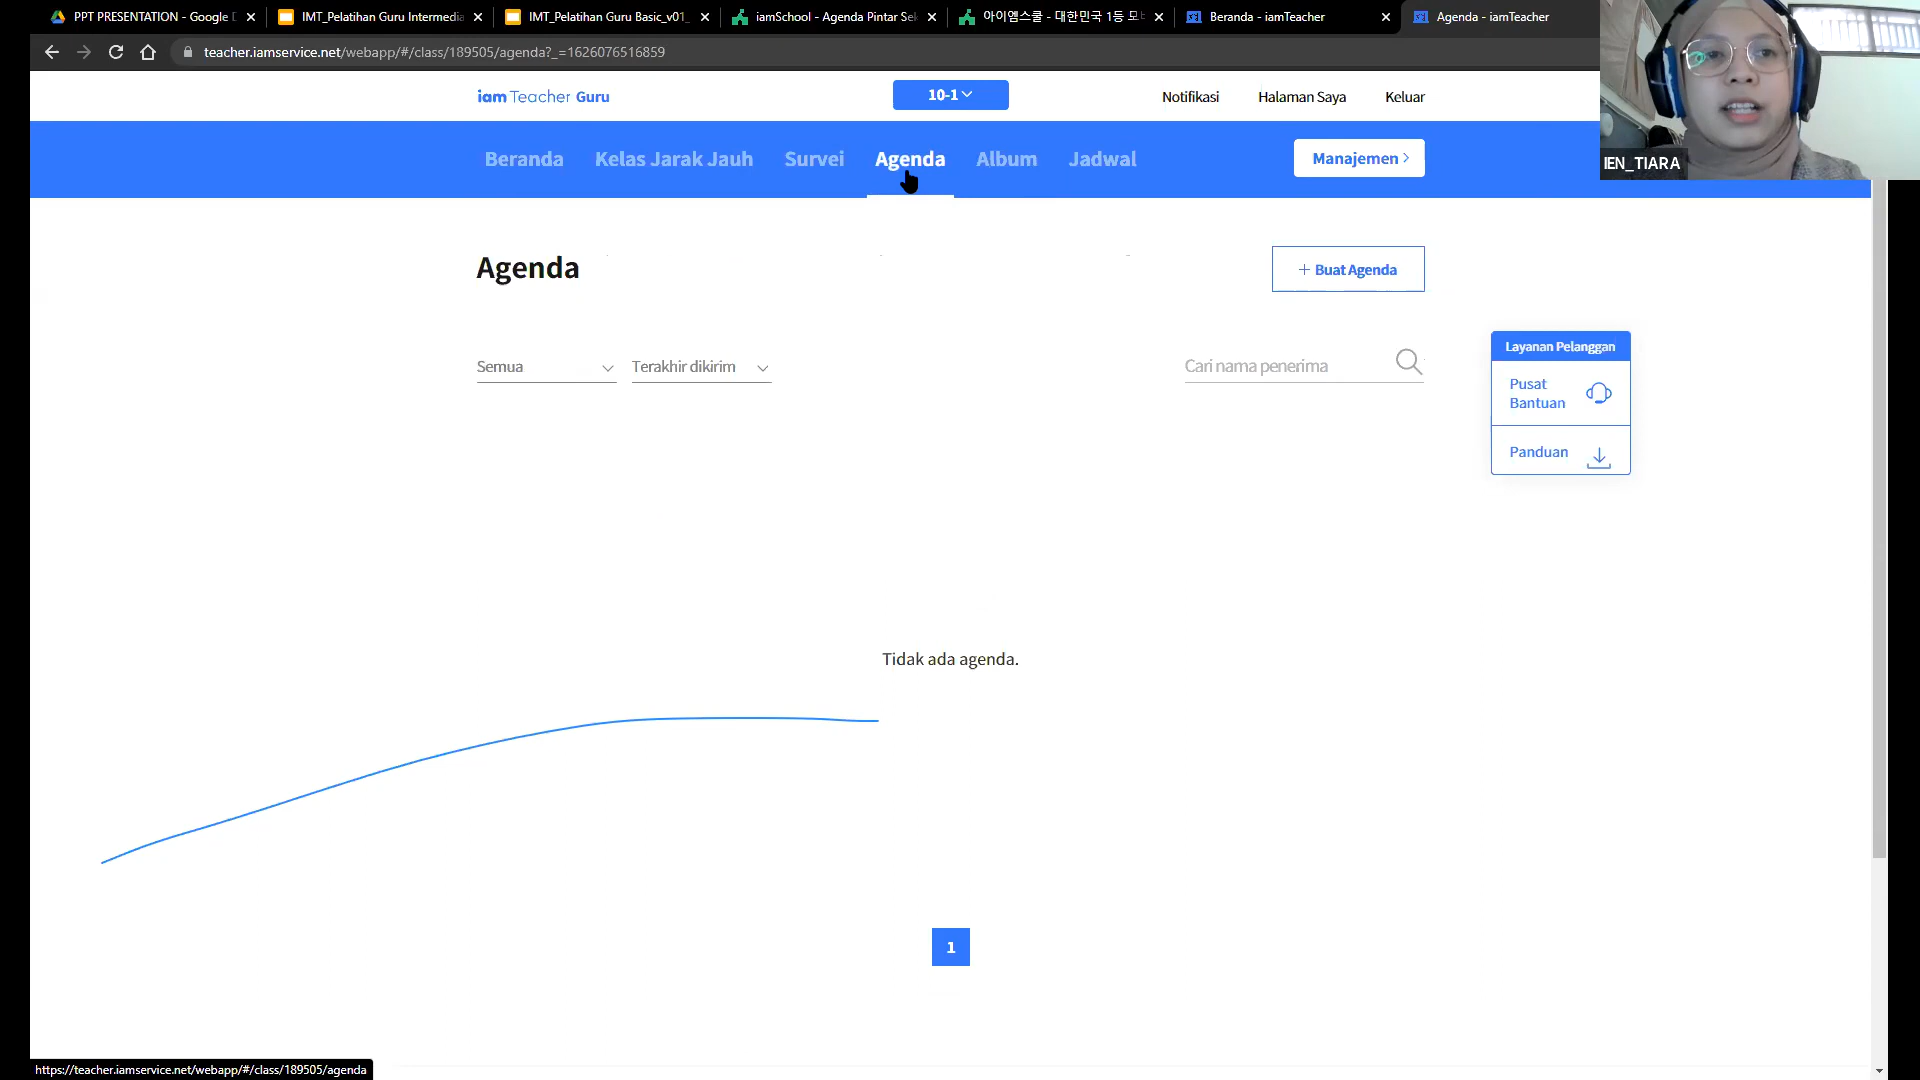 PPT PRESENTATION - Google
IMT_Pelatihan Guru Intermedia
IMT_Pelatihan Guru Basic_v01_
iamSchool - Agenda Pintar Sek
아이엠스쿨 - 대한민국 1등 모바
Beranda - iamTeacher
Agenda - iamTeacher
teacher.iamservice.net/webapp/#/class/189505/agenda?_=1626076516859
iam Teacher Guru
10-1
Notifikasi
Halaman Saya
Keluar
Beranda
Kelas Jarak Jauh
Survei
Agenda
Album
Jadwal
Manajemen >
IEN_TIARA
Agenda
+ Buat Agenda
Semua
Terakhir dikirim
Cari nama penerima
Layanan Pelanggan
Pusat
Bantuan
Panduan
Tidak ada agenda.
1
https://teacher.iamservice.net/webapp/#/class/189505/agenda